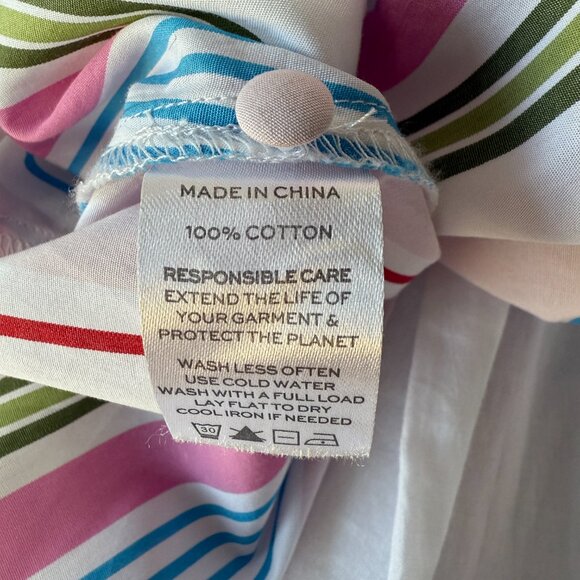 MADE IN CHINA
100% COTTON
RESPONSIBLE CARE
EXTEND THE LIFE OF
YOUR GARMENT &
PROTECT THE PLANET
WASH LESS OFTEN
USE COLD WATER
WASH WITH A FULL LOAD
LAY FLAT TO DRY
COOL IRON IF NEEDED
30